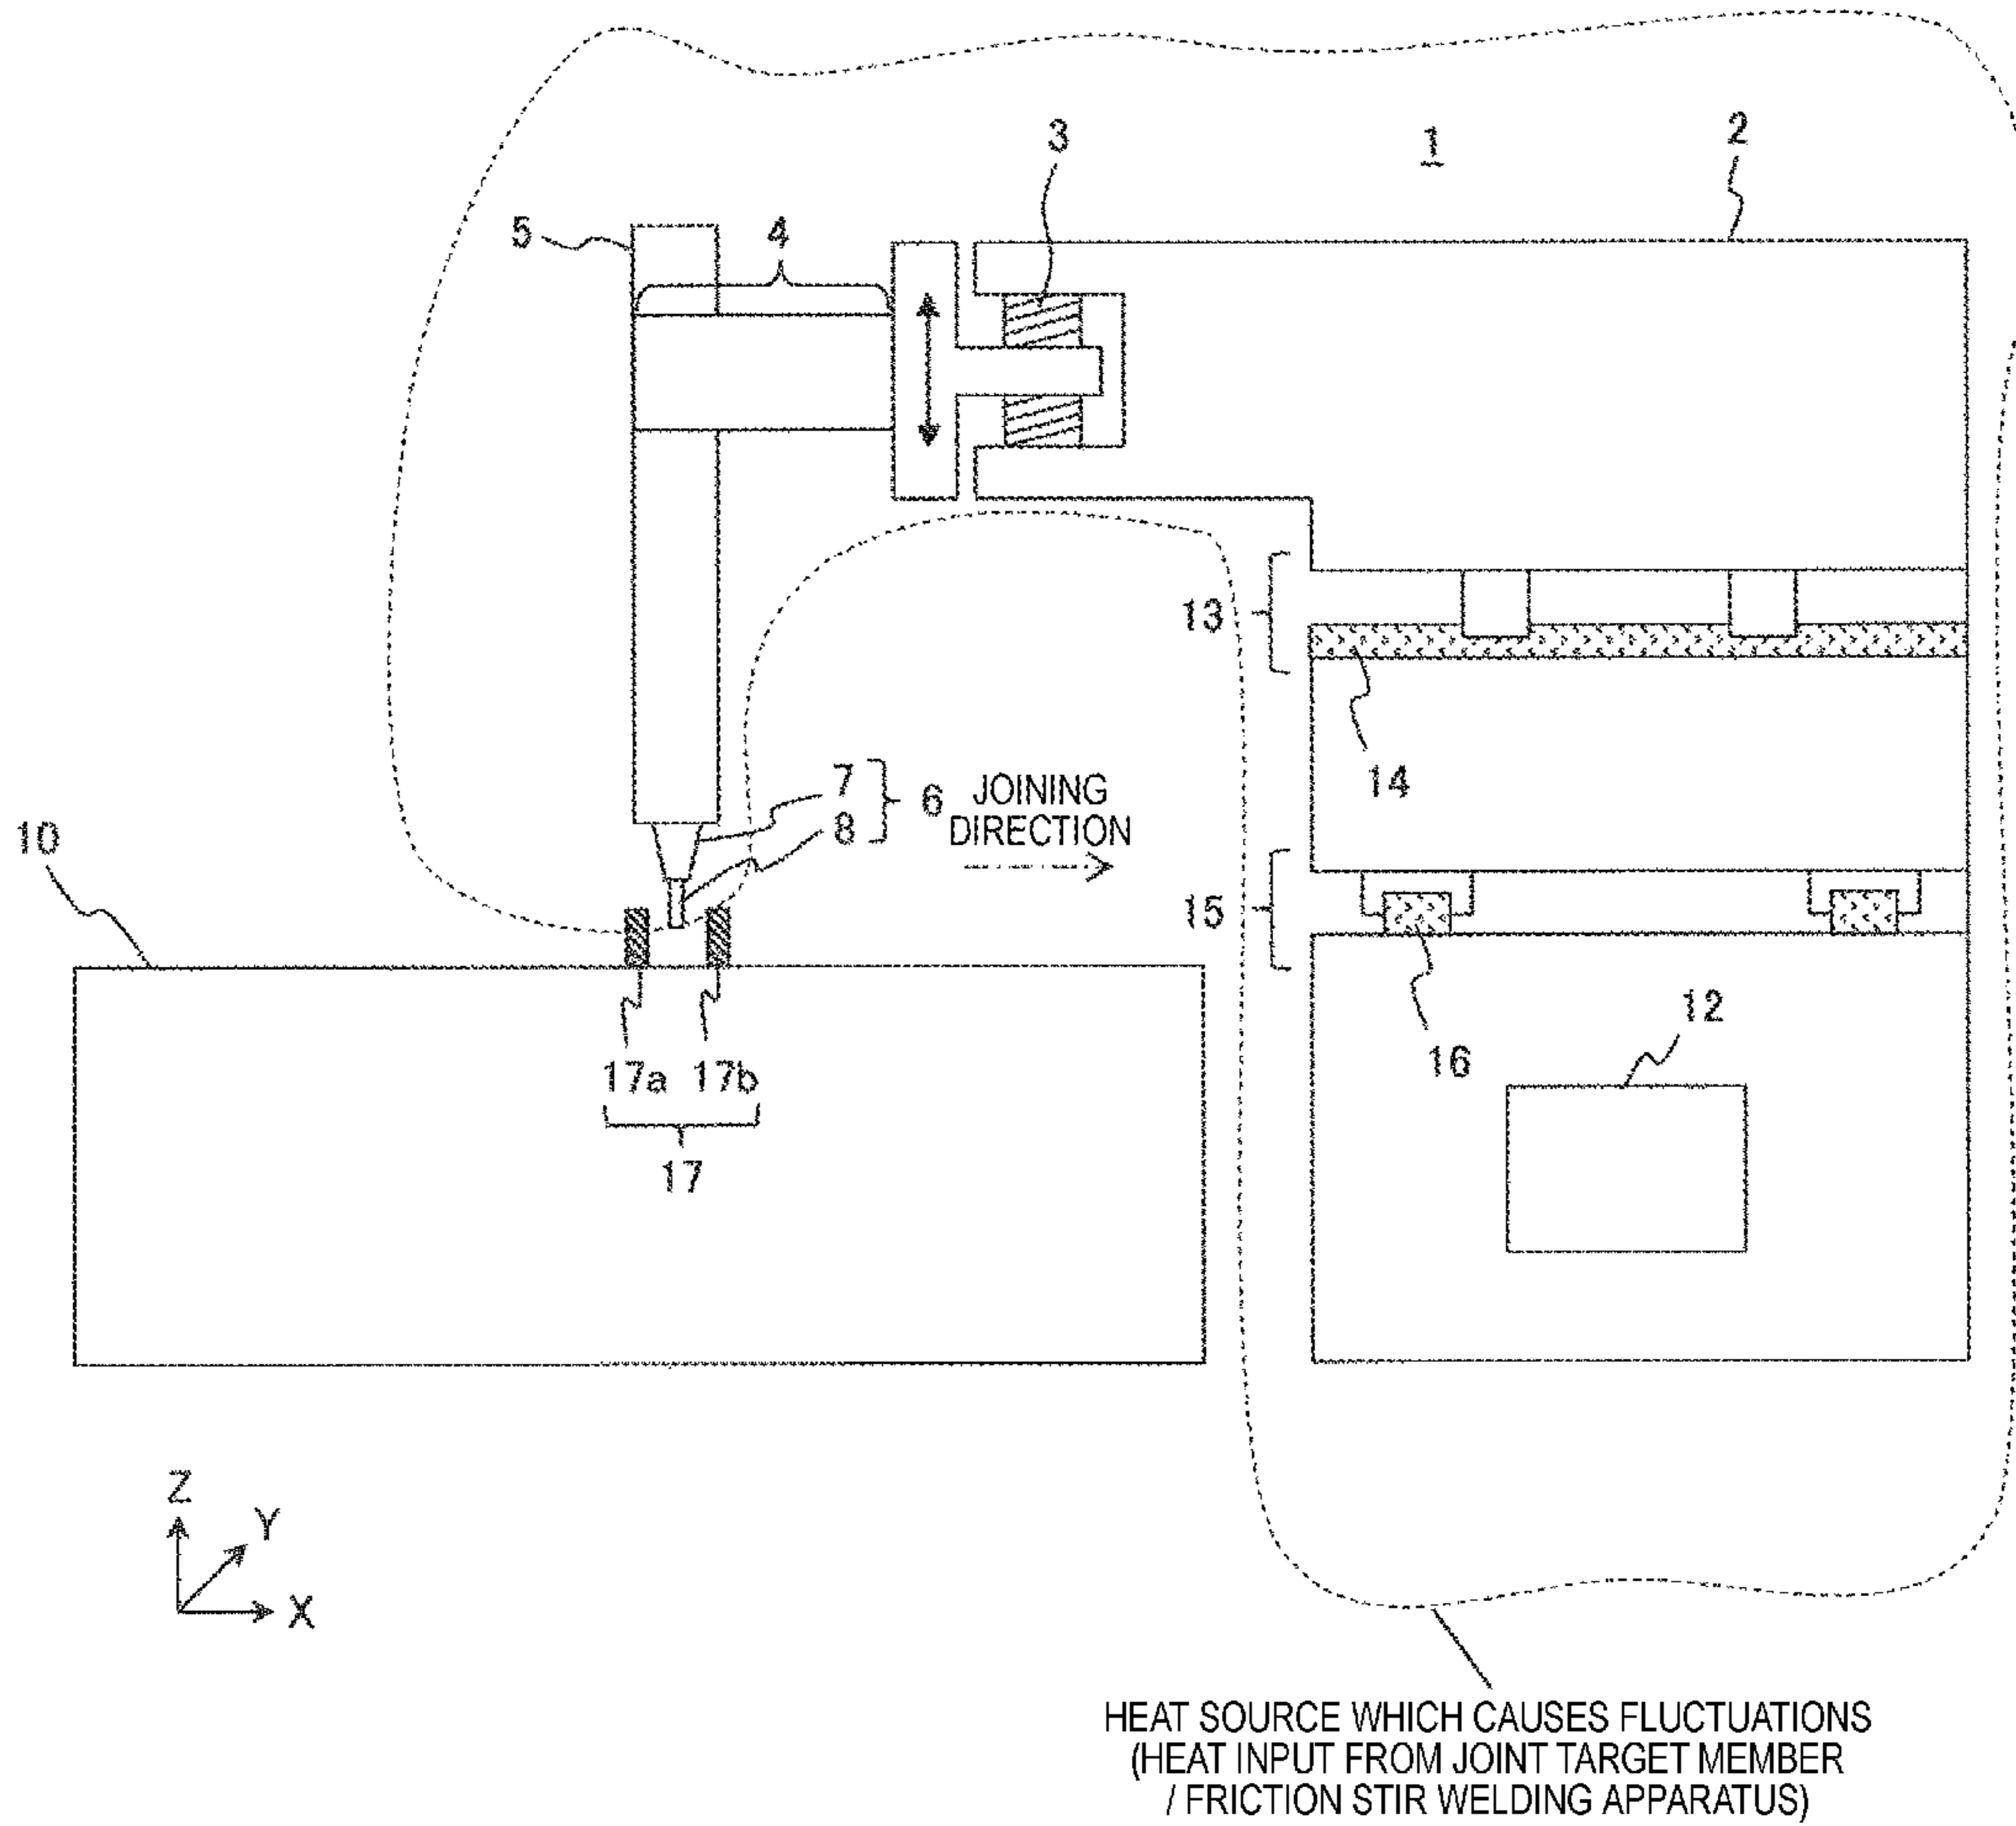 1
2
3
4
5
13
14
7
8
6
JOINING
DIRECTION
10
15
16
12
17a
17b
17
Z
Y
X
HEAT SOURCE WHICH CAUSES FLUCTUATIONS
(HEAT INPUT FROM JOINT TARGET MEMBER
/ FRICTION STIR WELDING APPARATUS)